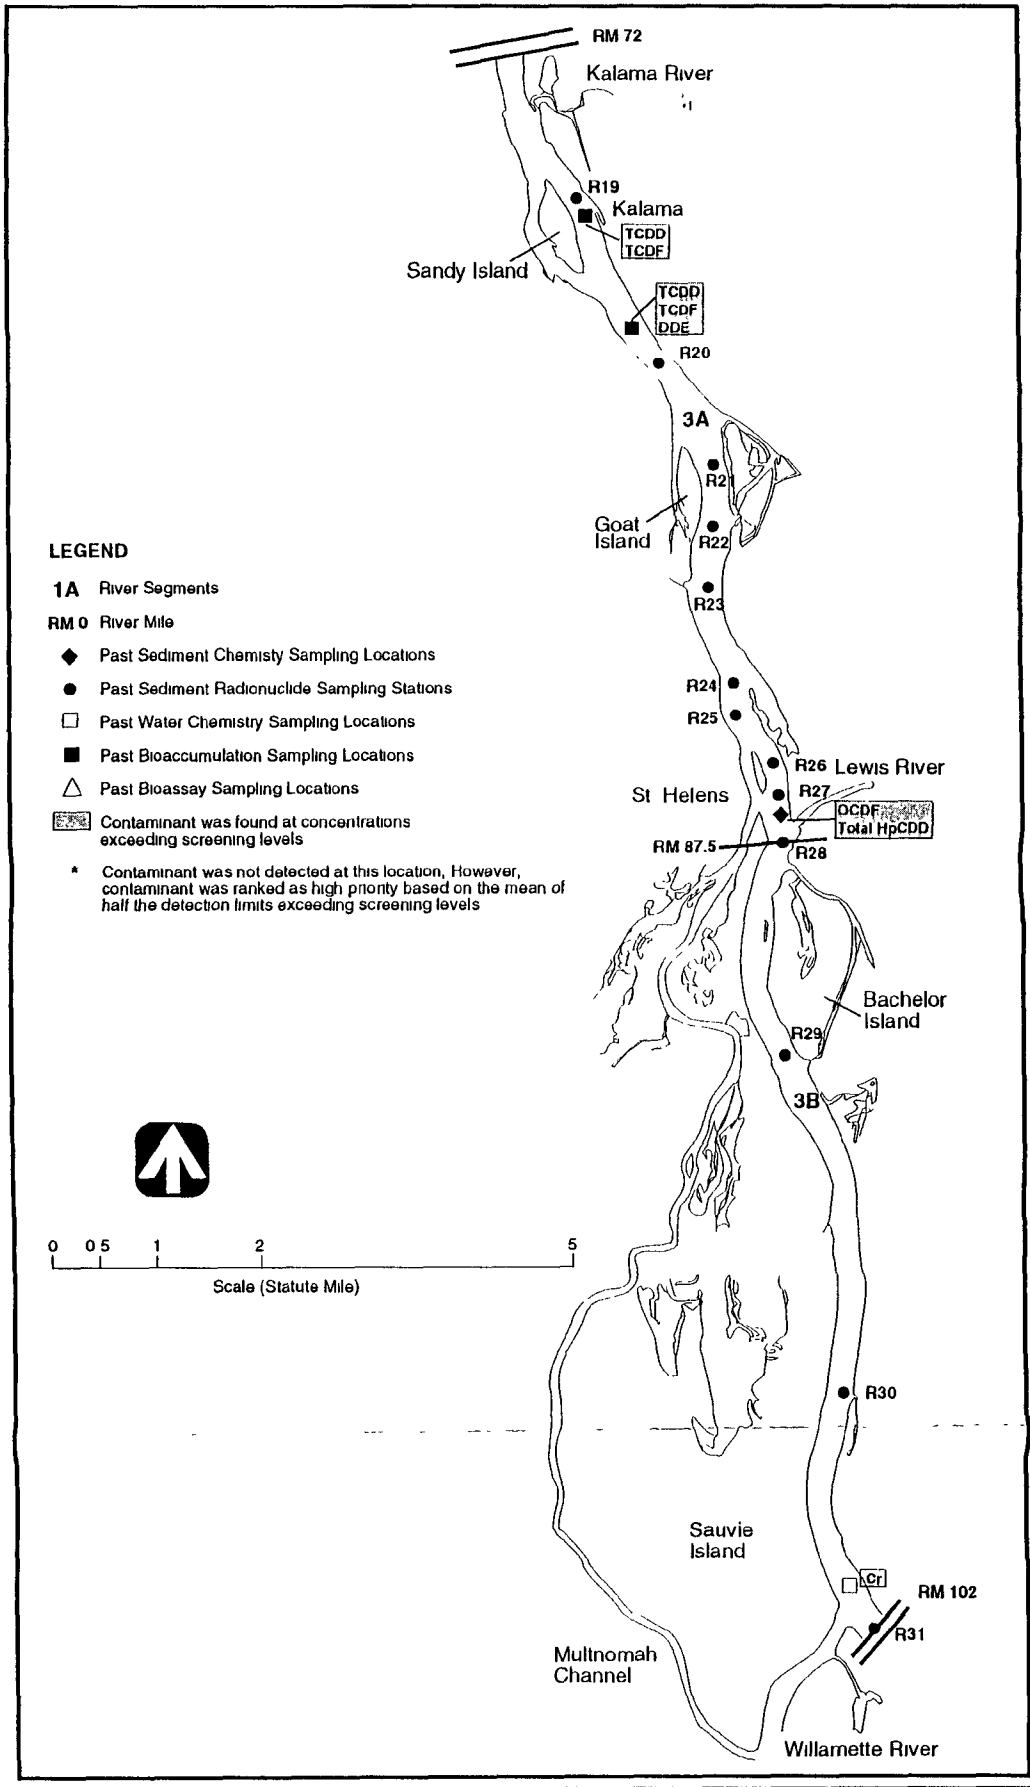 RM 72
Kalama River
R19
Kalama
TCDD
TCDF
Sandy Island
TCDD
TCDF
DDE
R20
3A
R21
Goat
Island
R22
R23
LEGEND
1A River Segments
RM 0 River Mile
Past Sediment Chemisty Sampling Locations
Past Sediment Radionuclide Sampling Stations
Past Water Chemistry Sampling Locations
Past Bioaccumulation Sampling Locations
Past Bioassay Sampling Locations
Contaminant was found at concentrations
exceeding screening levels
* Contaminant was not detected at this location, However,
contaminant was ranked as high priority based on the mean of
half the detection limits exceeding screening levels
R24
R25
R26
Lewis River
St Helens
R27
OCDF
Total HpCDD
RM 87.5
R28
Bachelor
Island
R29
3B
0 0 5 1 2 5
Scale (Statute Mile)
R30
Sauvie
Island
Cr
RM 102
R31
Multnomah
Channel
Willamette River